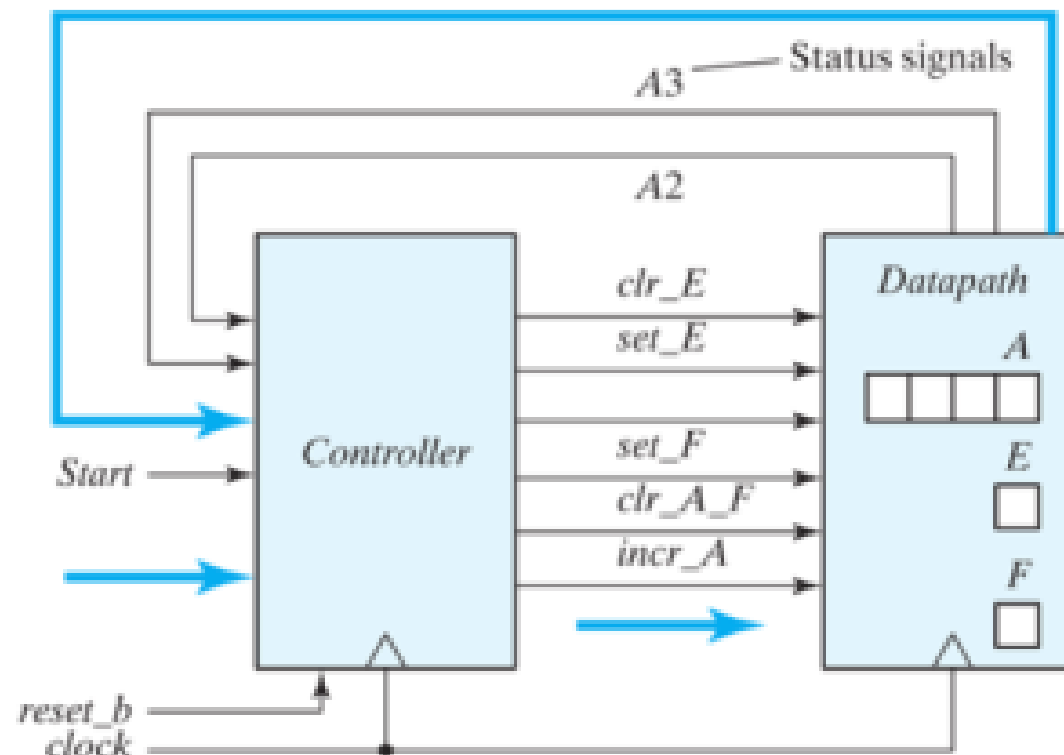 Status signals
A3
A2
clr_E
set_E
set_F
clr_A_F
incr_A
Controller
Start
Datapath
A
E
F
reset_b
clock